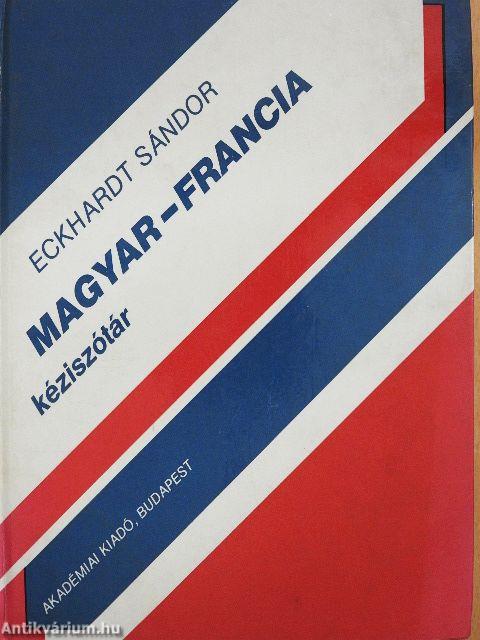 ECKHARDT SÁNDOR
MAGYAR–FRANCIA
kéziszótár
AKADÉMIAI KIADÓ, BUDAPEST
Antikvárium.hu